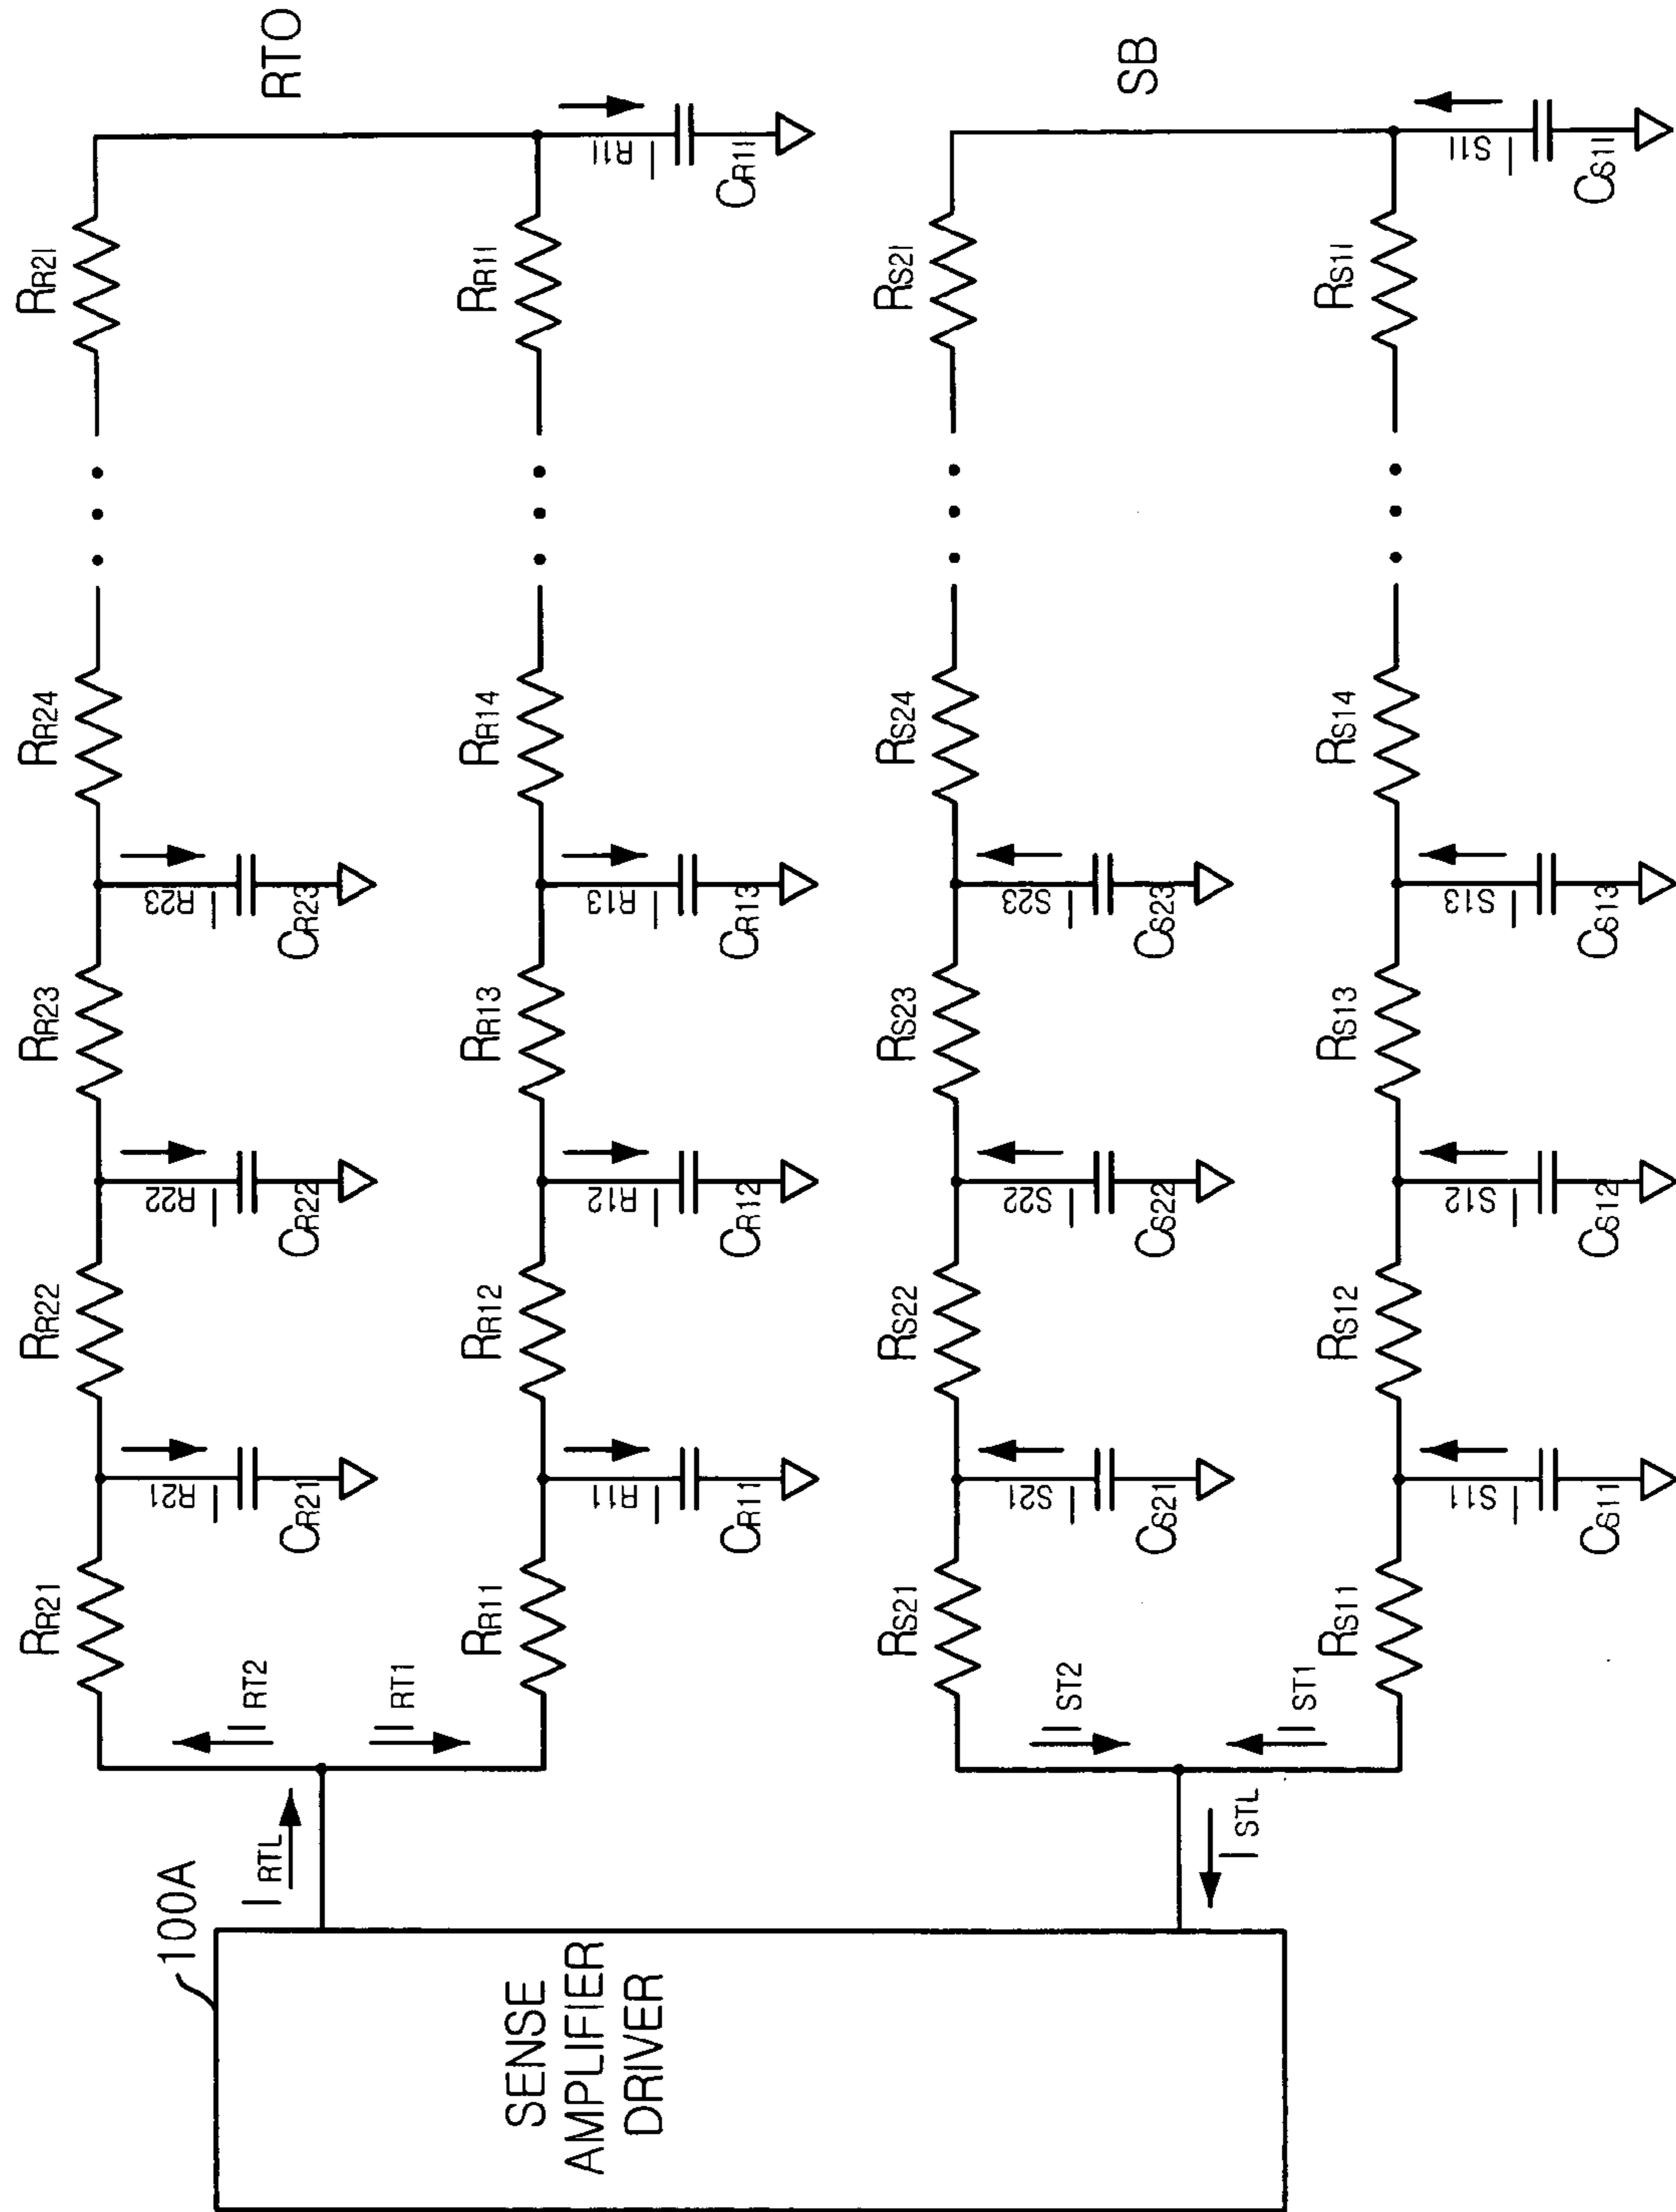 RTO
RR21 RR22 RR23 RR24 RR2l
IR21 IR22 IR23
CR21 CR22 CR23
RR11 RR12 RR13 RR14 RR1l
IR11 IR12 IR13 IR1l
CR11 CR12 CR13 CR1l
IRT2
IRT1
IRTL
100A
SENSE
AMPLIFIER
DRIVER
SB
RS21 RS22 RS23 RS24 RS2l
IS21 IS22 IS23
CS21 CS22 CS23
IST2
IST1
ISTL
RS11 RS12 RS13 RS14 RS1l
IS11 IS12 IS13 IS1l
CS11 CS12 CS13 CS1l